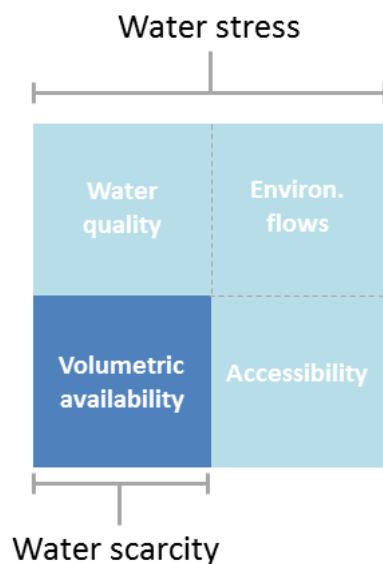 Water stress
Water
quality
Environ.
flows
Volumetric
availability
Accessibility
Water scarcity